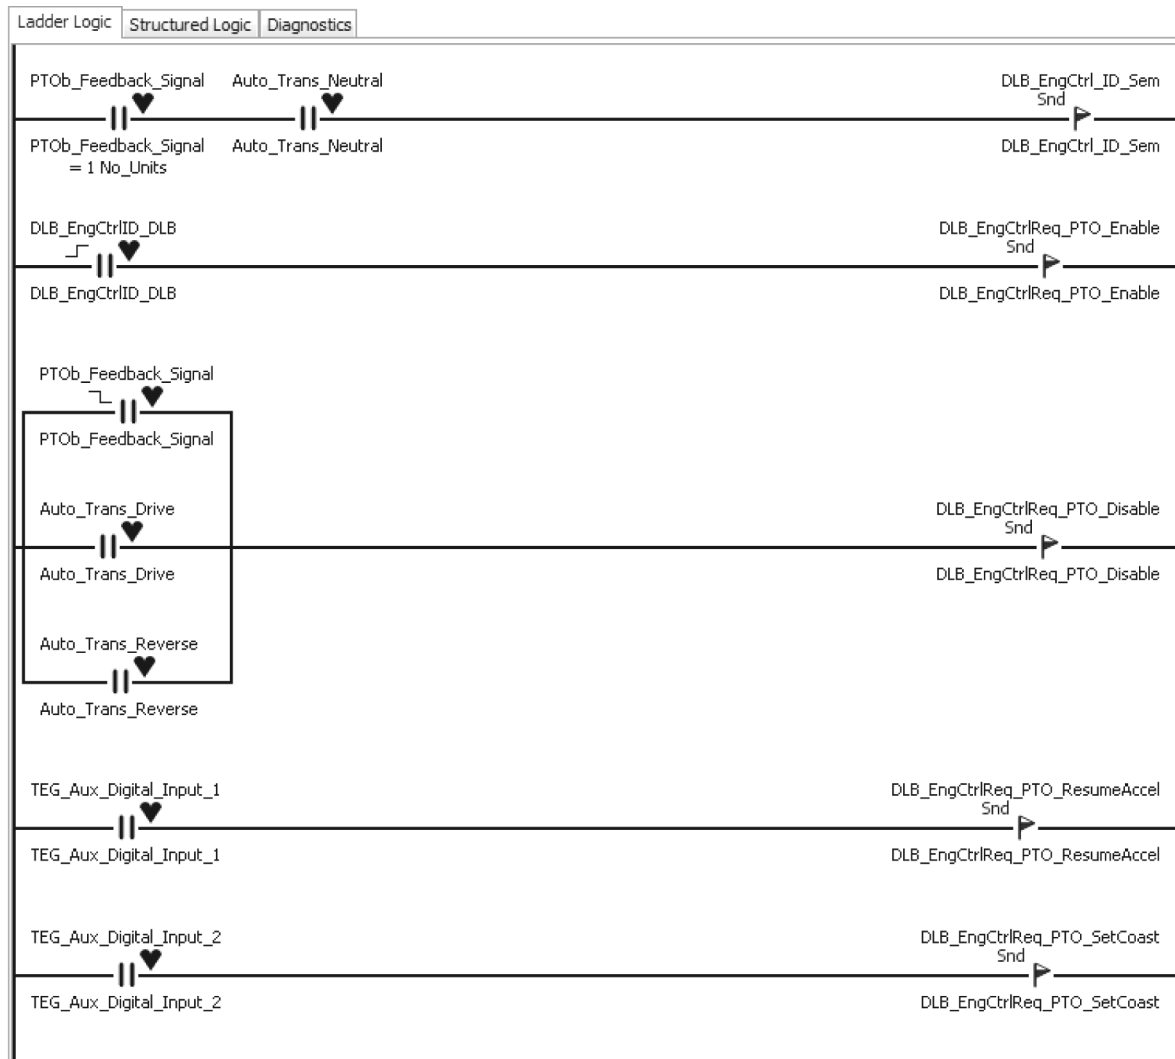 Ladder Logic Structured Logic Diagnostics
PTOb_Feedback_Signal Auto_Trans_Neutral DLB_EngCtrl_ID_Sem
Snd
PTOb_Feedback_Signal Auto_Trans_Neutral DLB_EngCtrl_ID_Sem
= 1 No_Units
DLB_EngCtrlID_DLB DLB_EngCtrlReq_PTO_Enable
Snd
DLB_EngCtrlID_DLB DLB_EngCtrlReq_PTO_Enable
PTOb_Feedback_Signal
PTOb_Feedback_Signal
Auto_Trans_Drive DLB_EngCtrlReq_PTO_Disable
Snd
Auto_Trans_Drive DLB_EngCtrlReq_PTO_Disable
Auto_Trans_Reverse
Auto_Trans_Reverse
TEG_Aux_Digital_Input_1 DLB_EngCtrlReq_PTO_ResumeAccel
Snd
TEG_Aux_Digital_Input_1 DLB_EngCtrlReq_PTO_ResumeAccel
TEG_Aux_Digital_Input_2 DLB_EngCtrlReq_PTO_SetCoast
Snd
TEG_Aux_Digital_Input_2 DLB_EngCtrlReq_PTO_SetCoast